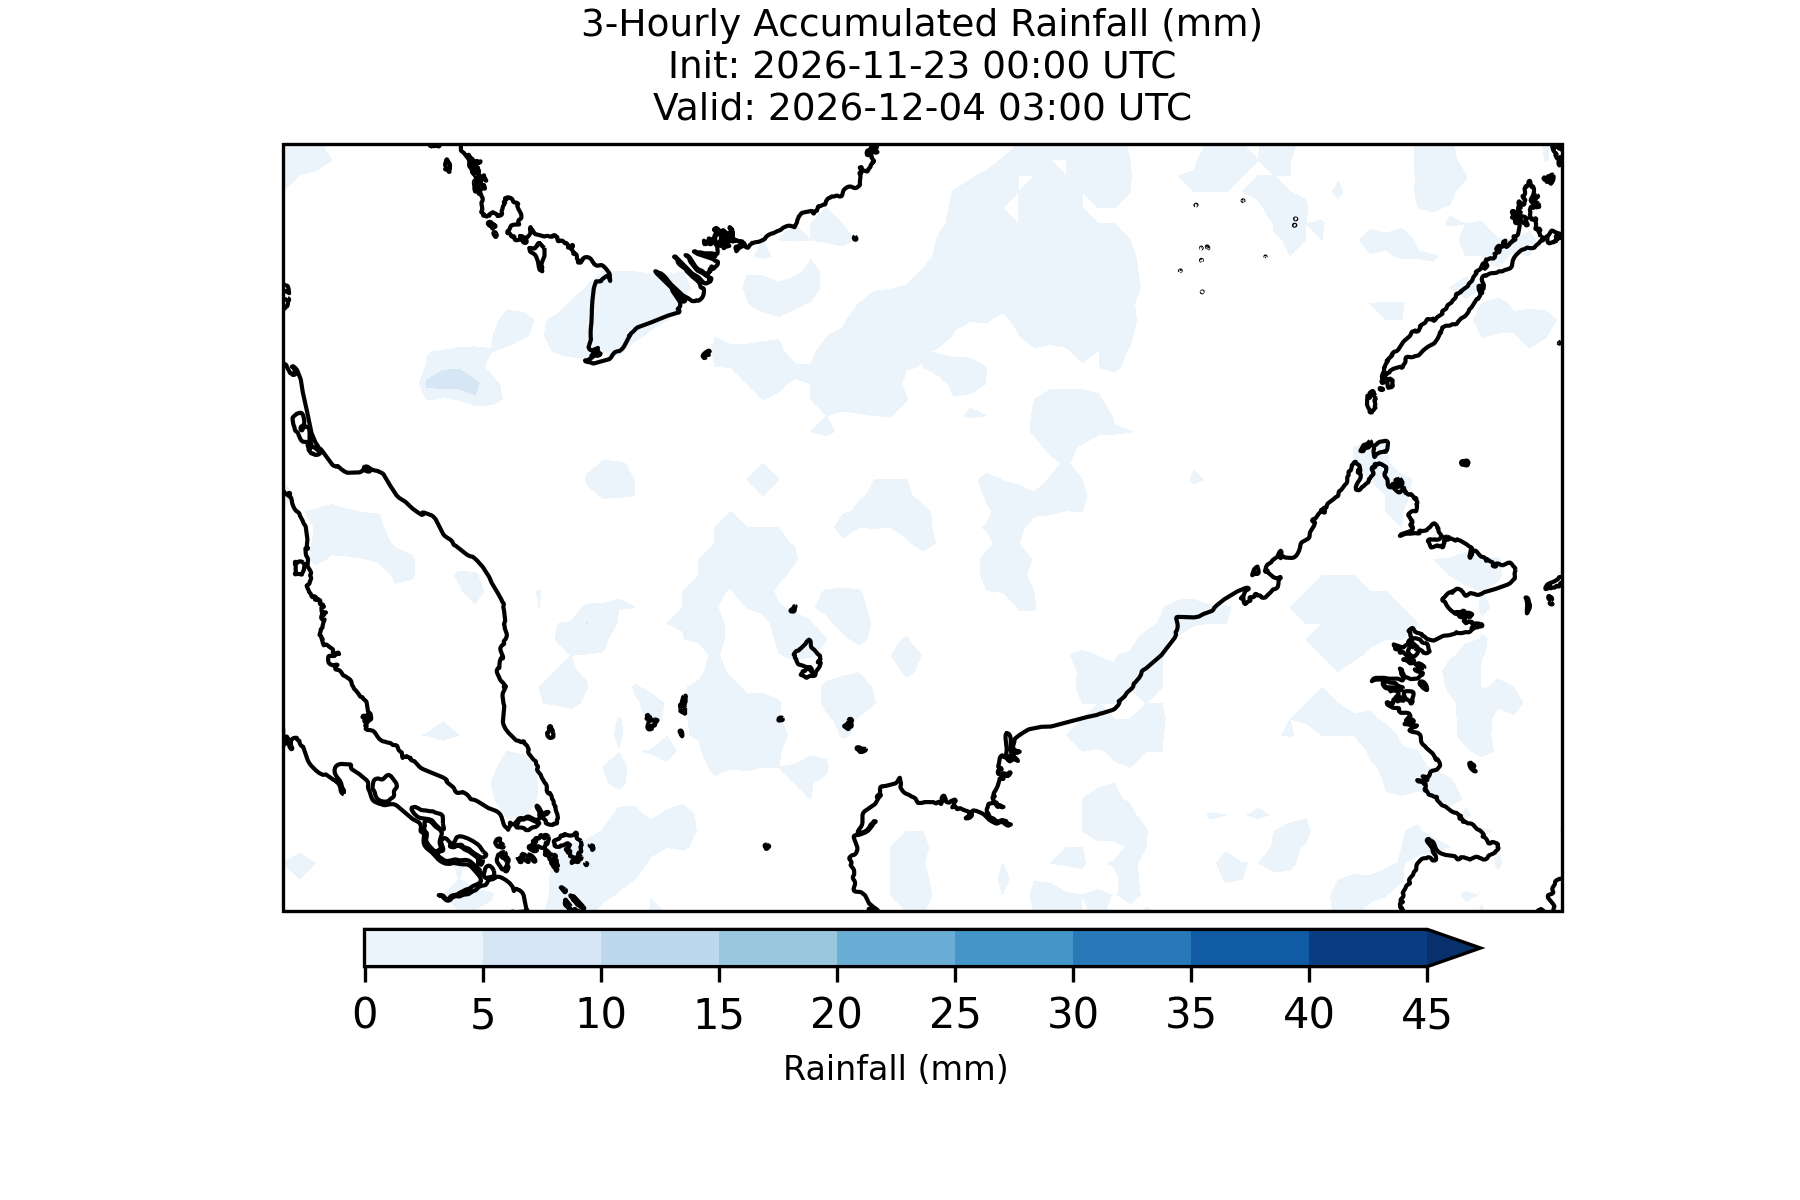 3-Hourly Accumulated Rainfall (mm)
Init: 2026-11-23 00:00 UTC
Valid: 2026-12-04 03:00 UTC
0 5 10 15 20 25 30 35 40 45
Rainfall (mm)